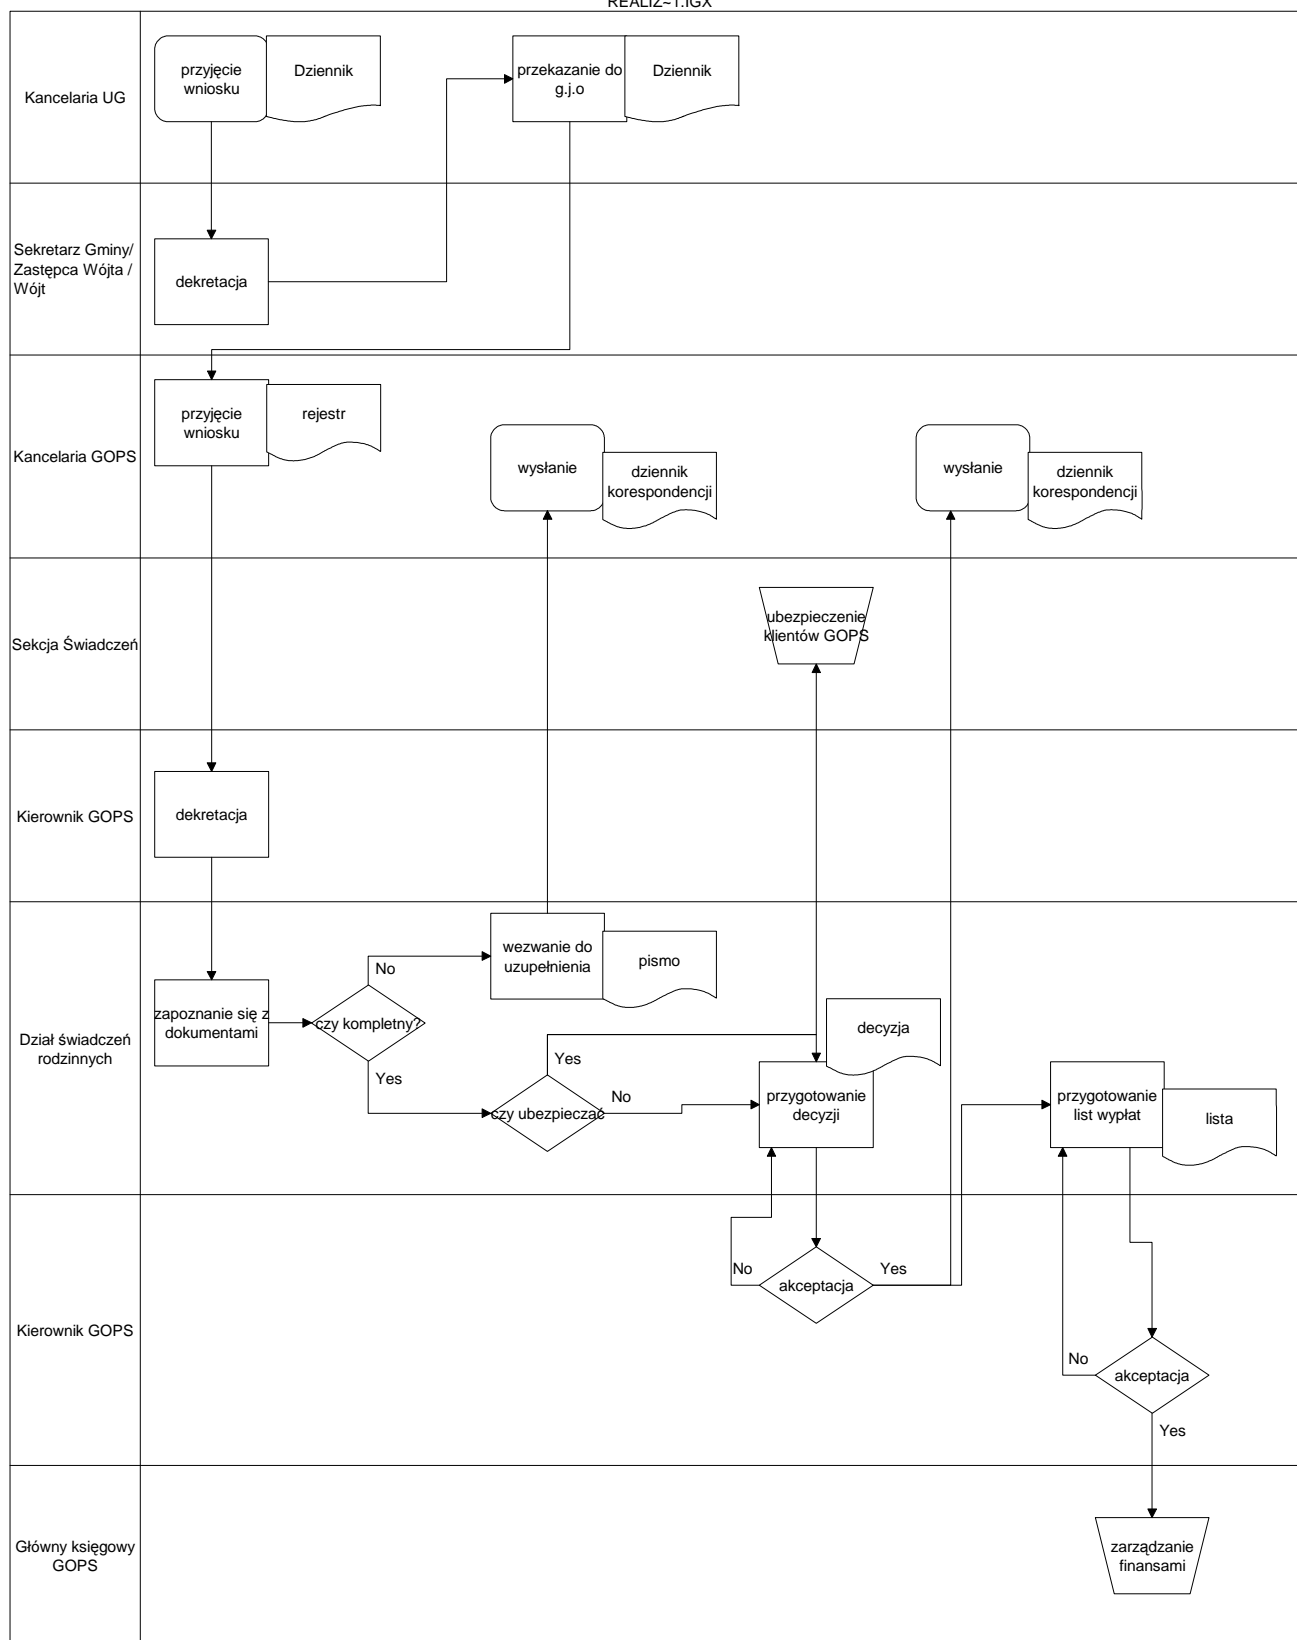 REALIZ~1.IGX
Kancelaria UG
przyjęcie
wniosku
Dziennik
przekazanie do
g.j.o
Dziennik
Sekretarz Gminy/
Zastępca Wójta /
Wójt
dekretacja
Kancelaria GOPS
przyjęcie
wniosku
rejestr
wysłanie
dziennik
korespondencji
wysłanie
dziennik
korespondencji
Sekcja Świadczeń
ubezpieczenie
klientów GOPS
Kierownik GOPS
dekretacja
Dział świadczeń
rodzinnych
zapoznanie się z
dokumentami
czy kompletny?
No
Yes
wezwanie do
uzupełnienia
pismo
czy ubezpieczać
Yes
No
przygotowanie
decyzji
decyzja
przygotowanie
list wypłat
lista
Kierownik GOPS
No
akceptacja
Yes
No
akceptacja
Yes
Główny księgowy
GOPS
zarządzanie
finansami